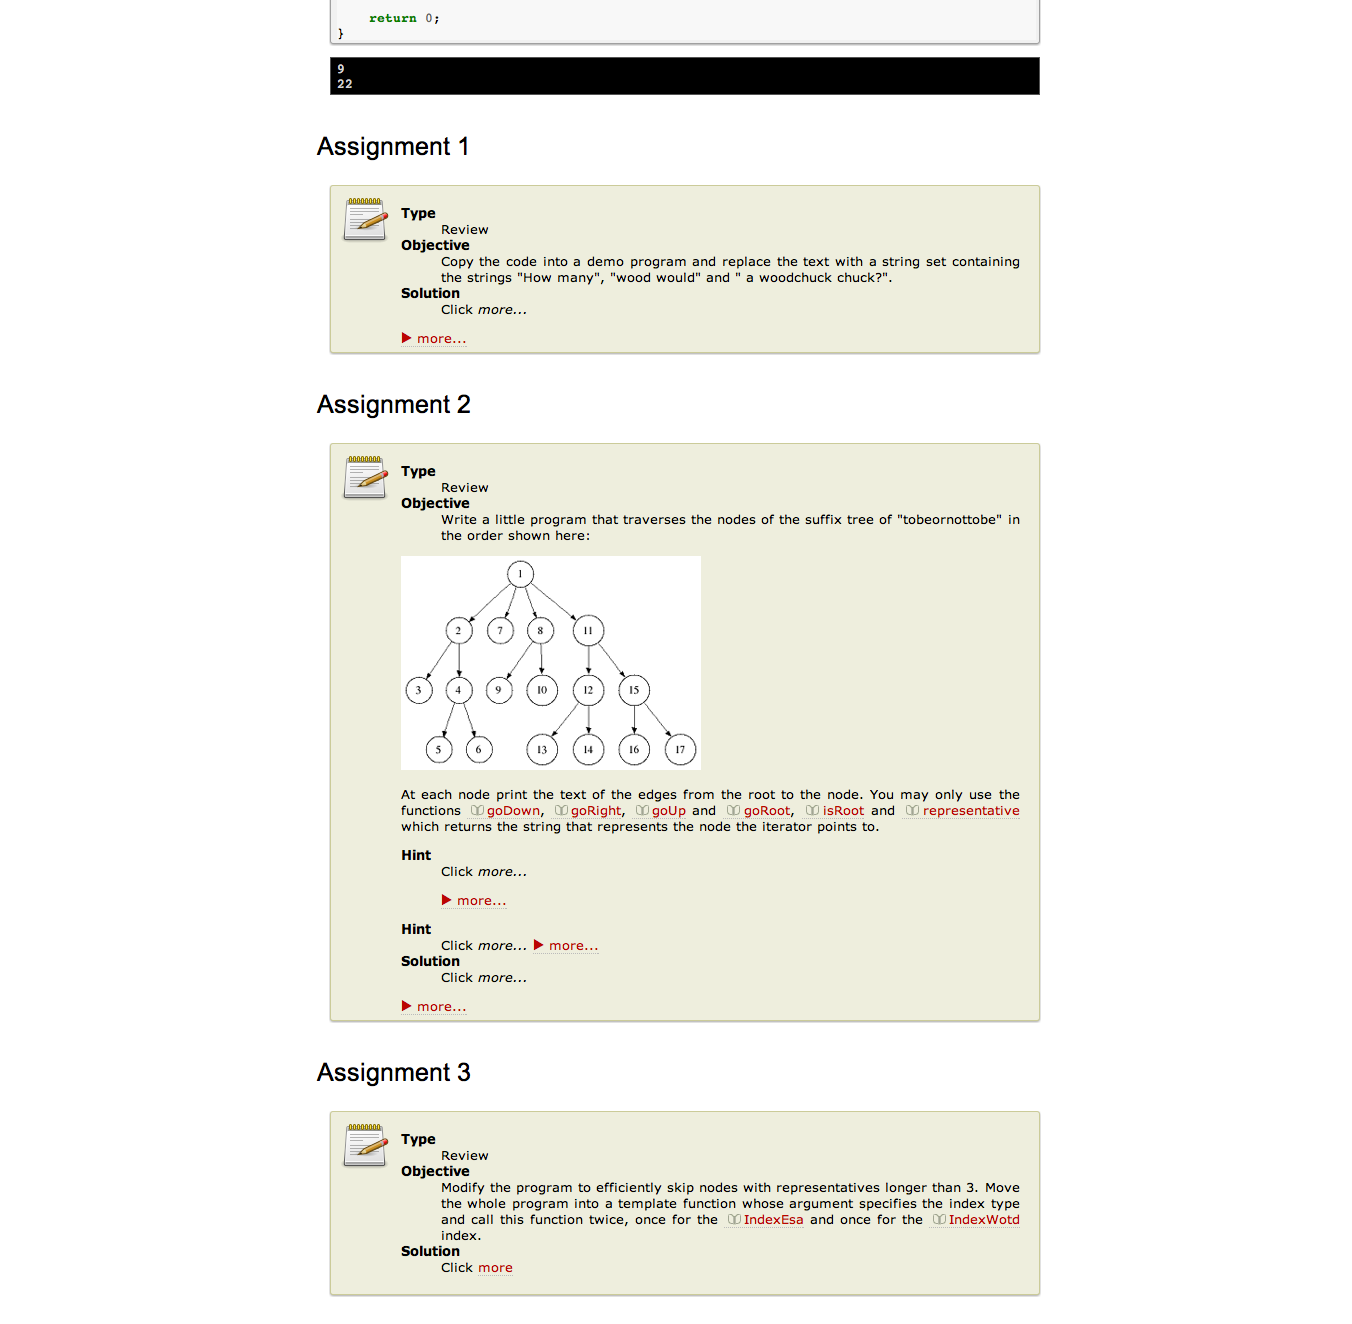 return 0;
}
9
22
Assignment 1
Type
Review
Objective
Copy the code into a demo program and replace the text with a string set containing
the strings "How many", "wood would" and " a woodchuck chuck?".
Solution
Click more...
more...
Assignment 2
Type
Review
Objective
Write a little program that traverses the nodes of the suffix tree of "tobeornottobe" in
the order shown here:
1
2 7 8 11
3 4 9 10 12 15
5 6 13 14 16 17
At each node print the text of the edges from the root to the node. You may only use the
functions goDown, goRight, goUp and goRoot, isRoot and representative
which returns the string that represents the node the iterator points to.
Hint
Click more...
more...
Hint
Click more... more...
Solution
Click more...
more...
Assignment 3
Type
Review
Objective
Modify the program to efficiently skip nodes with representatives longer than 3. Move
the whole program into a template function whose argument specifies the index type
and call this function twice, once for the IndexEsa and once for the IndexWotd
index.
Solution
Click more